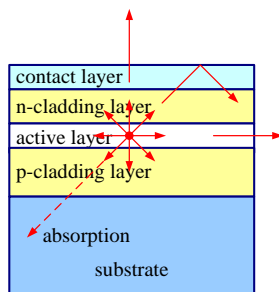 contact layer
n-cladding layer
active layer
p-cladding layer
absorption
substrate